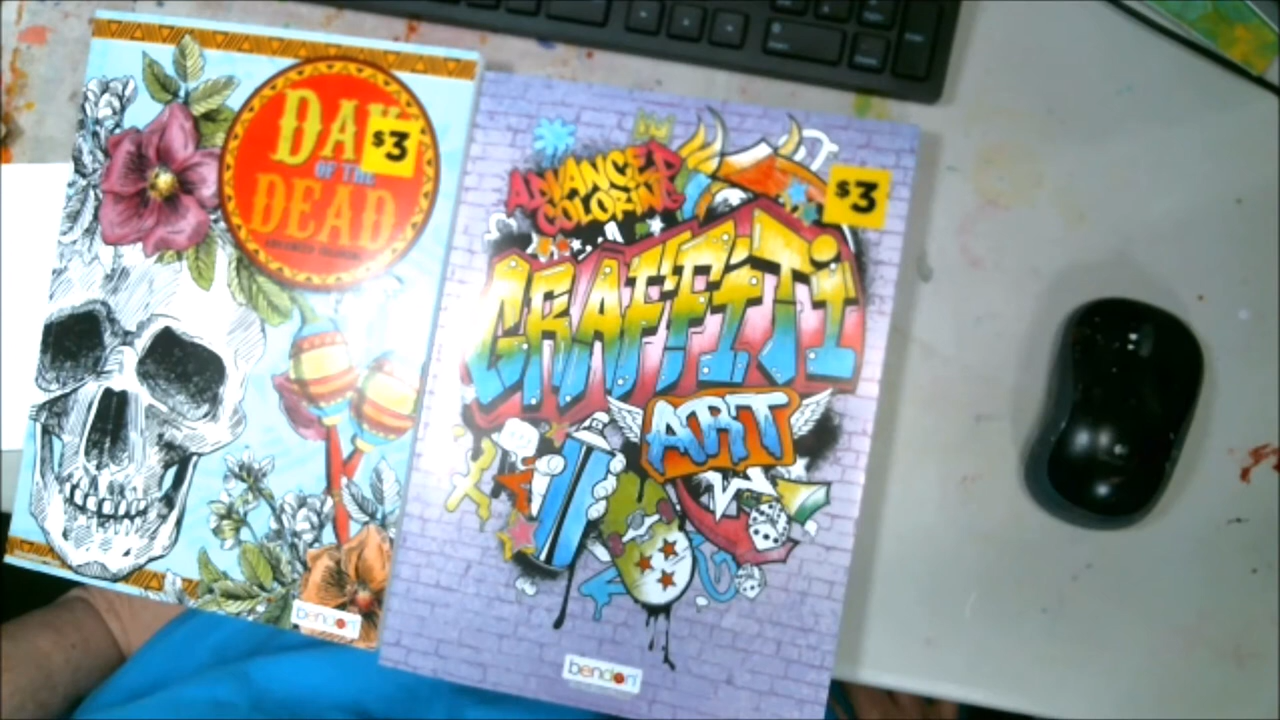 DAY
OF THE
DEAD
$3
ADVANCED
COLORING
$3
GRAFFITI
ART
bendon
bendon